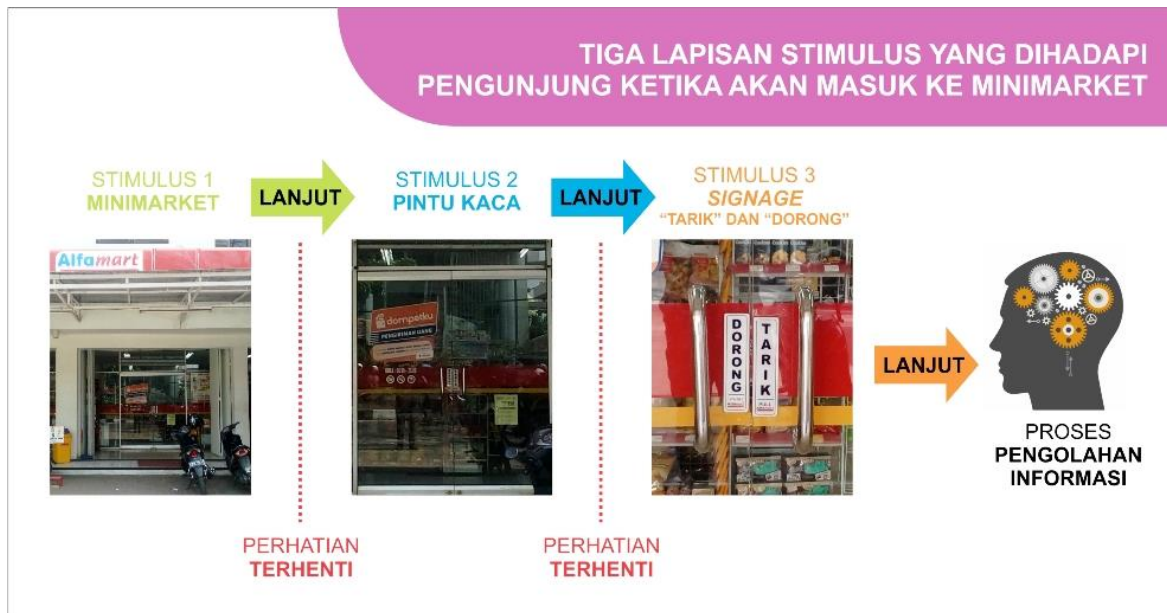 TIGA LAPISAN STIMULUS YANG DIHADAPI
PENGUNJUNG KETIKA AKAN MASUK KE MINIMARKET
STIMULUS 1
MINIMARKET
LANJUT
STIMULUS 2
PINTU KACA
LANJUT
STIMULUS 3
SIGNAGE
“TARIK” DAN “DORONG”
Alfamart
dompetku
PENGIRIMAN UANG
DORONG
TARIK
LANJUT
PROSES
PENGOLAHAN
INFORMASI
PERHATIAN
TERHENTI
PERHATIAN
TERHENTI